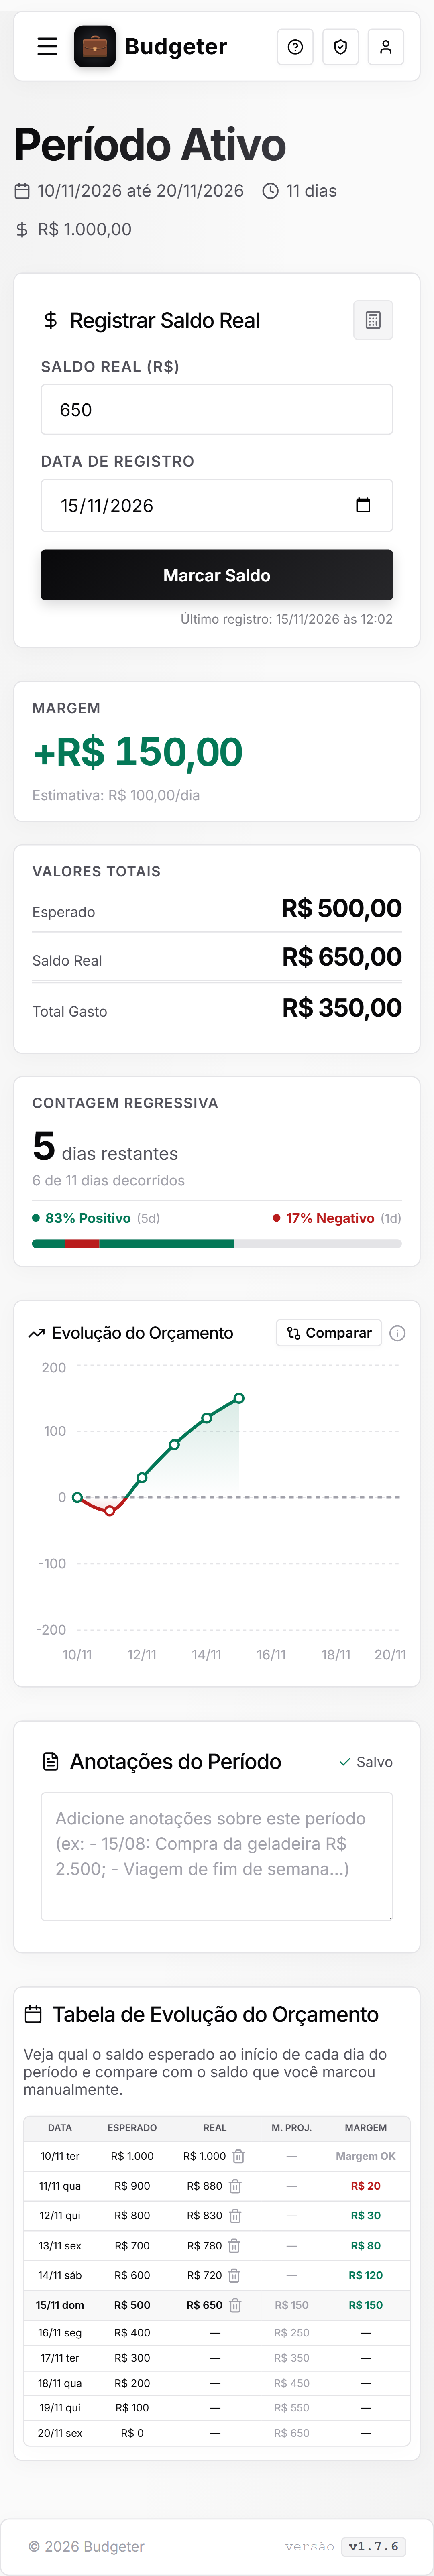 Budgeter
Período Ativo
10/11/2026 até 20/11/2026 11 dias
R$ 1.000,00
Registrar Saldo Real
SALDO REAL (R$)
650
DATA DE REGISTRO
15/11/2026
Marcar Saldo
Último registro: 15/11/2026 às 12:02
MARGEM
+R$ 150,00
Estimativa: R$ 100,00/dia
VALORES TOTAIS
Esperado R$ 500,00
Saldo Real R$ 650,00
Total Gasto R$ 350,00
CONTAGEM REGRESSIVA
5 dias restantes
6 de 11 dias decorridos
83% Positivo (5d) 17% Negativo (1d)
Evolução do Orçamento Comparar
200
100
0
-100
-200
10/11 12/11 14/11 16/11 18/11 20/11
Anotações do Período Salvo
Adicione anotações sobre este período
(ex: - 15/08: Compra da geladeira R$
2.500; - Viagem de fim de semana...)
Tabela de Evolução do Orçamento
Veja qual o saldo esperado ao início de cada dia do
período e compare com o saldo que você marcou
manualmente.
DATA ESPERADO REAL M. PROJ. MARGEM
10/11 ter R$ 1.000 R$ 1.000 — Margem OK
11/11 qua R$ 900 R$ 880 — R$ 20
12/11 qui R$ 800 R$ 830 — R$ 30
13/11 sex R$ 700 R$ 780 — R$ 80
14/11 sáb R$ 600 R$ 720 — R$ 120
15/11 dom R$ 500 R$ 650 R$ 150 R$ 150
16/11 seg R$ 400 — R$ 250 —
17/11 ter R$ 300 — R$ 350 —
18/11 qua R$ 200 — R$ 450 —
19/11 qui R$ 100 — R$ 550 —
20/11 sex R$ 0 — R$ 650 —
© 2026 Budgeter versão v1.7.6